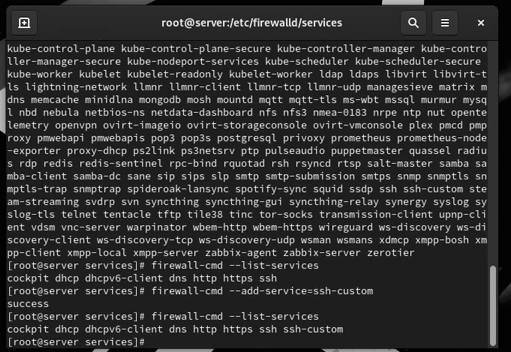 root@server:/etc/firewalld/services
kube-control-plane kube-control-plane-secure kube-controller-manager kube-contro
ller-manager-secure kube-nodeport-services kube-scheduler kube-scheduler-secure
kube-worker kubelet kubelet-readonly kubelet-worker ldap ldaps libvirt libvirt-t
ls lightning-network llmnr llmnr-client llmnr-tcp llmnr-udp managesieve matrix m
dns memcache minidlna mongodb mosh mountd mqtt mqtt-tls ms-wbt mssql murmur mysq
l nbd nebula netbios-ns netdata-dashboard nfs nfs3 nmea-0183 nrpe ntp nut opente
lemetry openvpn ovirt-imageio ovirt-storageconsole ovirt-vmconsole plex pmcd pmp
roxy pmwebapi pmwebapis pop3 pop3s postgresql privoxy prometheus prometheus-node
-exporter proxy-dhcp ps2link ps3netsrv ptp pulseaudio puppetmaster quassel radiu
s rdp redis redis-sentinel rpc-bind rquotad rsh rsyncd rtsp salt-master samba sa
mba-client samba-dc sane sip sips slp smtp smtp-submission smtps snmp snmptls sn
mptls-trap snmptrap spideroak-lansync spotify-sync squid ssdp ssh ssh-custom ste
am-streaming svdrp svn syncthing syncthing-gui syncthing-relay synergy syslog sy
slog-tls telnet tentacle tftp tile38 tinc tor-socks transmission-client upnp-cli
ent vdsm vnc-server warpinator wbem-http wbem-https wireguard ws-discovery ws-di
scovery-client ws-discovery-tcp ws-discovery-udp wsman wsmans xdmcp xmpp-bosh xm
pp-client xmpp-local xmpp-server zabbix-agent zabbix-server zerotier
[root@server services]# firewall-cmd --list-services
cockpit dhcp dhcpv6-client dns http https ssh
[root@server services]# firewall-cmd --add-service=ssh-custom
success
[root@server services]# firewall-cmd --list-services
cockpit dhcp dhcpv6-client dns http https ssh ssh-custom
[root@server services]#